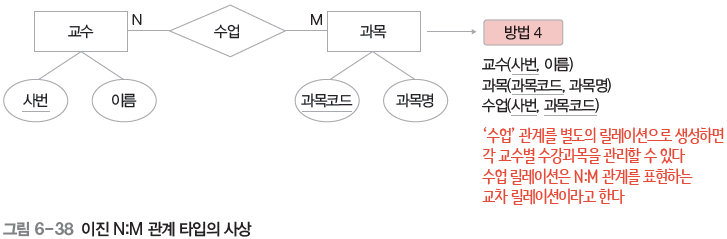 교수
N
수업
M
과목
방법 4
사번
이름
과목코드
과목명
교수(사번, 이름)
과목(과목코드, 과목명)
수업(사번, 과목코드)
‘수업’ 관계를 별도의 릴레이션으로 생성하면
각 교수별 수강과목을 관리할 수 있다
수업 릴레이션은 N:M 관계를 표현하는
교차 릴레이션이라고 한다
그림 6-38 이진 N:M 관계 타입의 사상